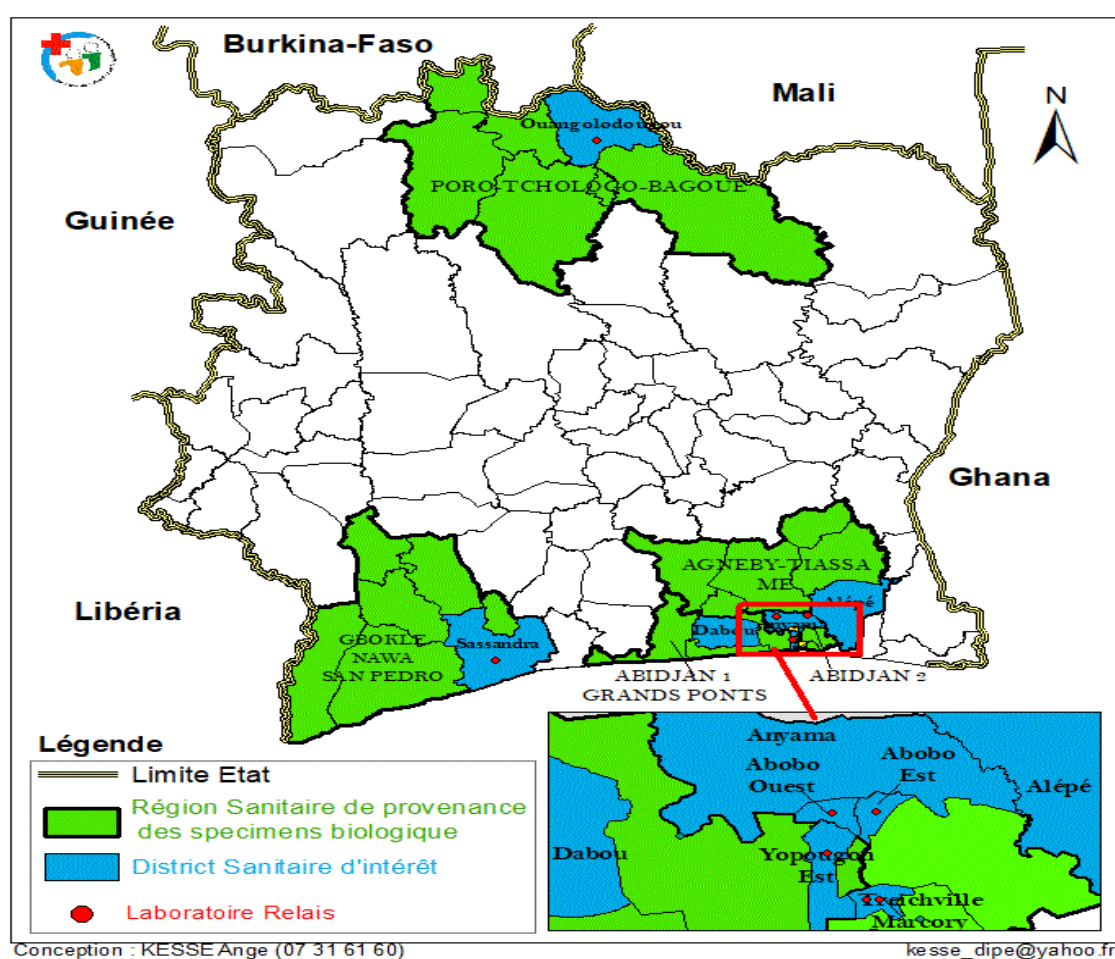 Burkina-Faso
Mali
N
Ouangolodougou
PORO-TCHOLOGO-BAGOUE
Guinée
Ghana
AGNEBY-TIASSA
ME
Alépé
Libéria
Dabou
GBOKLE
NAWA
SAN PEDRO
Sassandra
ABIDJAN 1
GRANDS PONTS
ABIDJAN 2
Légende
Limite Etat
Région Sanitaire de provenance
des specimens biologique
District Sanitaire d'intérêt
Laboratoire Relais
Anyama
Abobo
Ouest
Abobo
Est
Alépé
Dabou
Yopougon
Est
Treichville
Marcory
Conception : KESSE Ange (07 31 61 60)
kesse_dipe@yahoo.fr